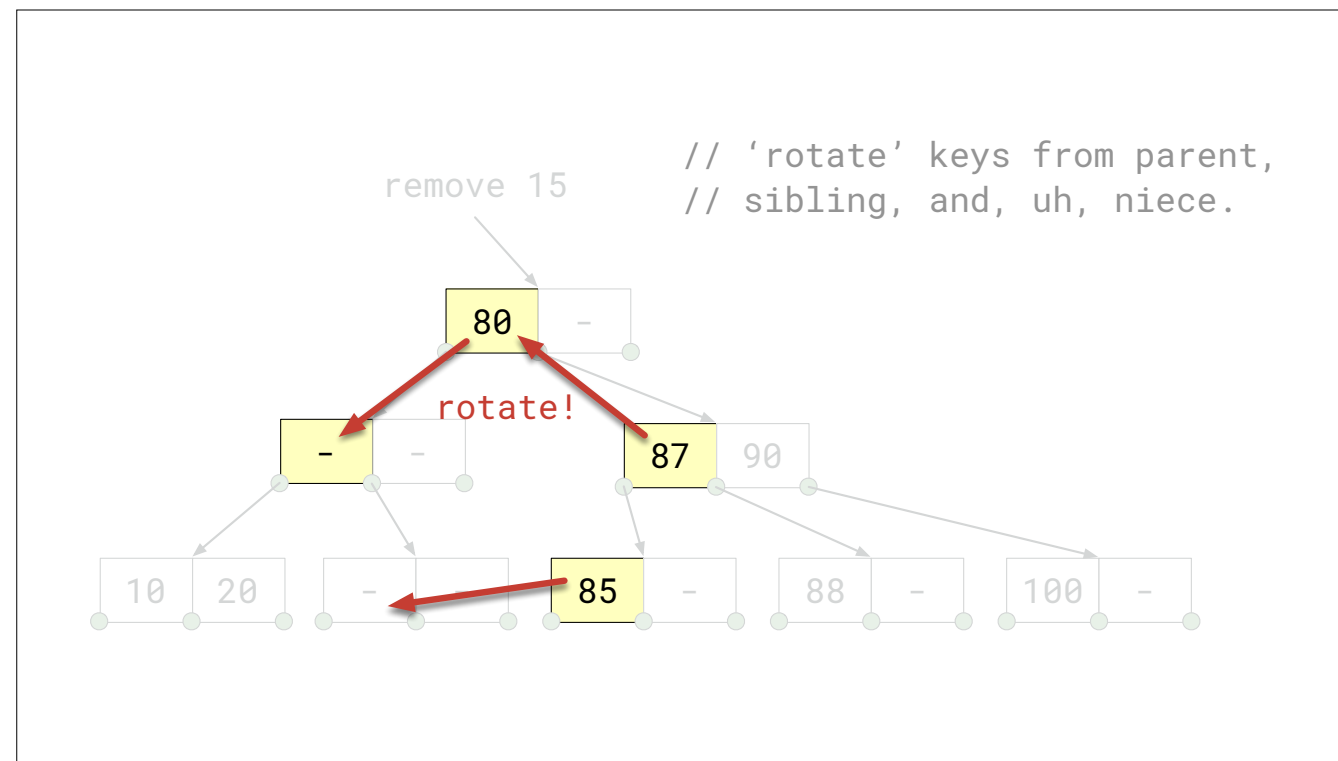 // ‘rotate’ keys from parent,
remove 15
// sibling, and, uh, niece.
80 -
rotate!
- - 87 90
10 20 - - 85 - 88 - 100 -